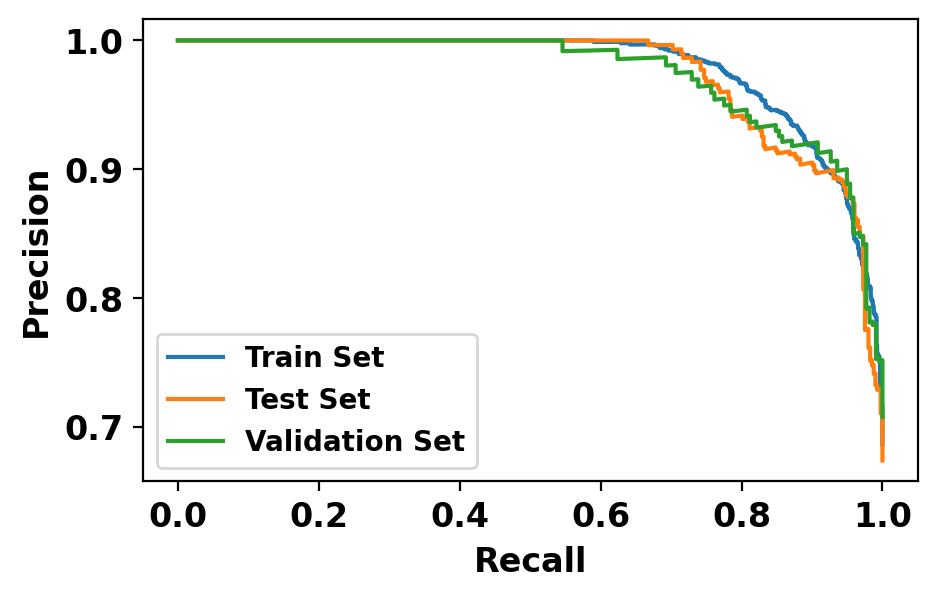 1.0
0.9
0.8
0.7
Precision
Train Set
Test Set
Validation Set
0.0 0.2 0.4 0.6 0.8 1.0
Recall